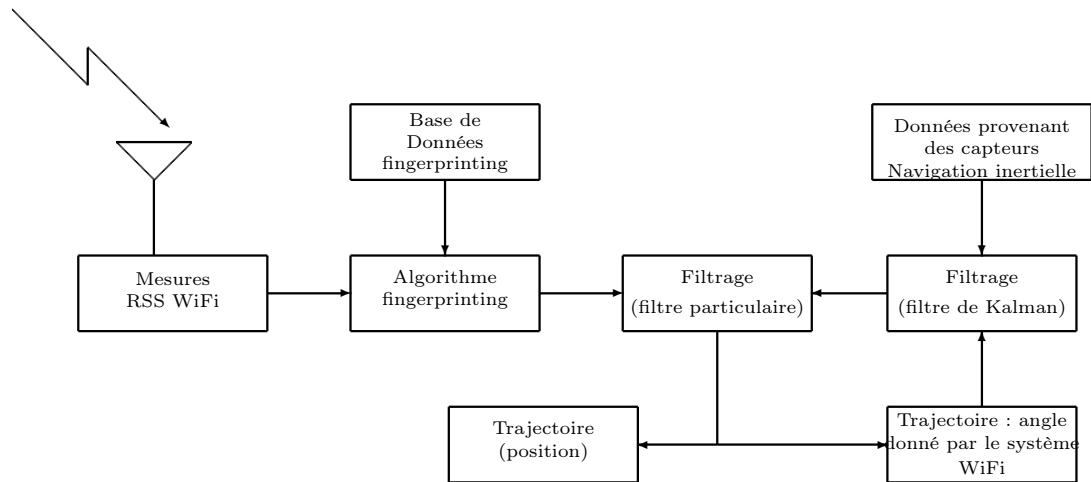 Base de
Données
fingerprinting
Données provenant
des capteurs
Navigation inertielle
Mesures
RSS WiFi
Algorithme
fingerprinting
Filtrage
(filtre particulaire)
Filtrage
(filtre de Kalman)
Trajectoire
(position)
Trajectoire : angle
donné par le système
WiFi